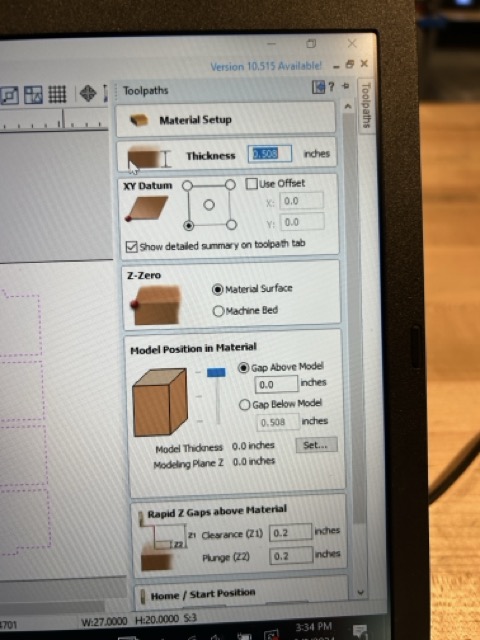 Version 10.515 Available!
Toolpaths
?
Toolpaths
Material Setup
Thickness 0.508 inches
XY Datum
Use Offset
X: 0.0
Y: 0.0
Show detailed summary on toolpath tab
Z-Zero
Material Surface
Machine Bed
Model Position in Material
Gap Above Model
0.0 inches
Gap Below Model
0.508 inches
Model Thickness 0.0 inches Set...
Modeling Plane Z 0.0 inches
Rapid Z Gaps above Material
Z1 Clearance (Z1) 0.2 inches
Z2 Plunge (Z2) 0.2 inches
Home / Start Position
4701 W:27.0000 H:20.0000 S:3
3:34 PM